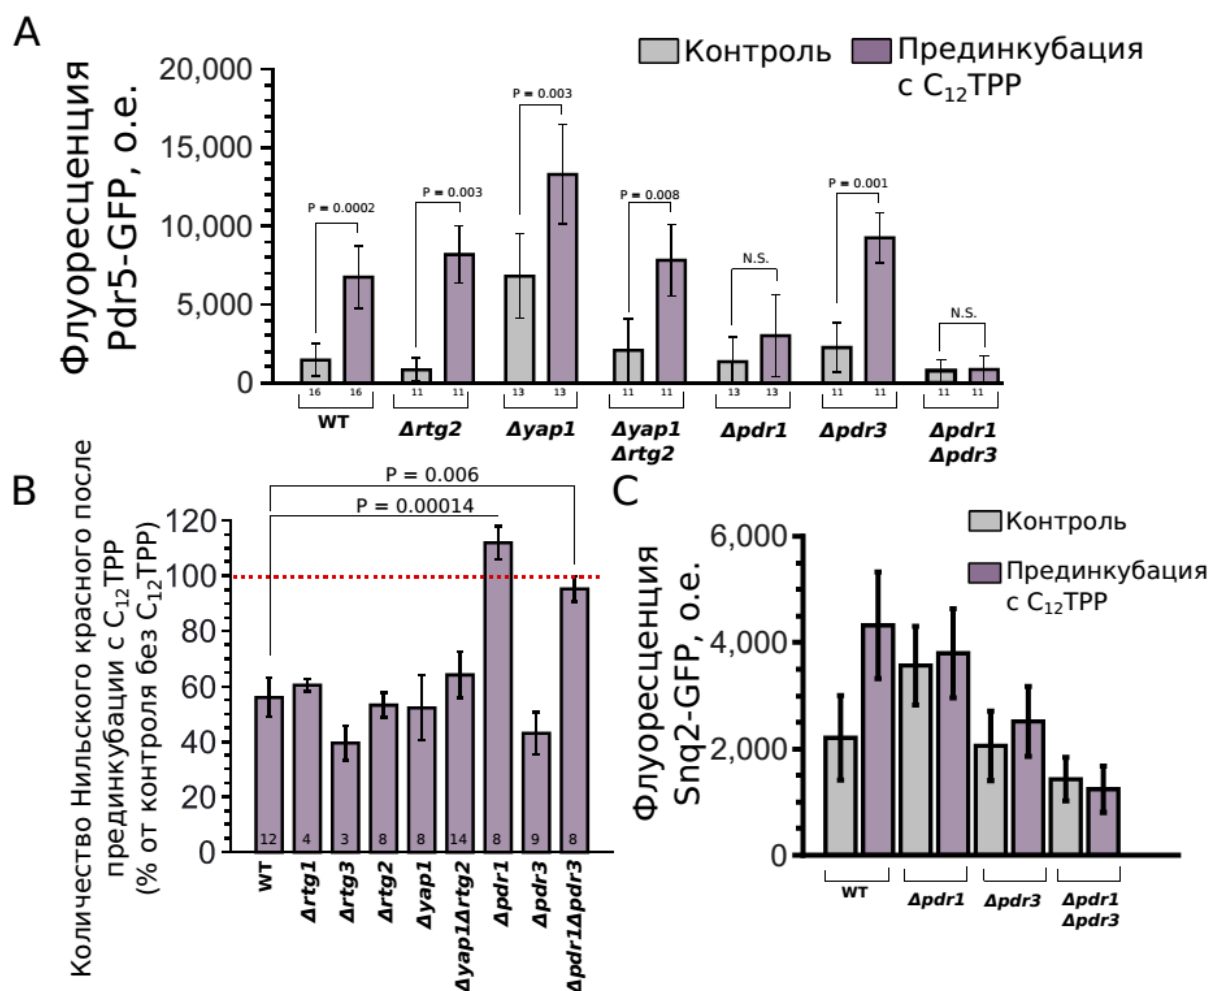 A
Контроль
Прединкубация
с C₁₂TPP
Флуоресценция
Pdr5-GFP, о.е.
20,000
15,000
10,000
5,000
0
P = 0.0002
P = 0.003
P = 0.003
P = 0.008
N.S.
P = 0.001
N.S.
16 16 11 11 13 13 11 11 13 13 11 11 11 11
WT
Δrtg2
Δyap1
Δyap1
Δrtg2
Δpdr1
Δpdr3
Δpdr1
Δpdr3
B
Количество Нильского красного после
прединкубации с C₁₂TPP
(% от контроля без C₁₂TPP)
P = 0.006
P = 0.00014
120
100
80
60
40
20
0
12 4 3 8 8 14 8 9 8
WT
Δrtg1
Δrtg3
Δrtg2
Δyap1
Δyap1Δrtg2
Δpdr1
Δpdr3
Δpdr1Δpdr3
C
Контроль
Прединкубация
с C₁₂TPP
Флуоресценция
Snq2-GFP, о.е.
6,000
4,000
2,000
0
WT
Δpdr1
Δpdr3
Δpdr1
Δpdr3